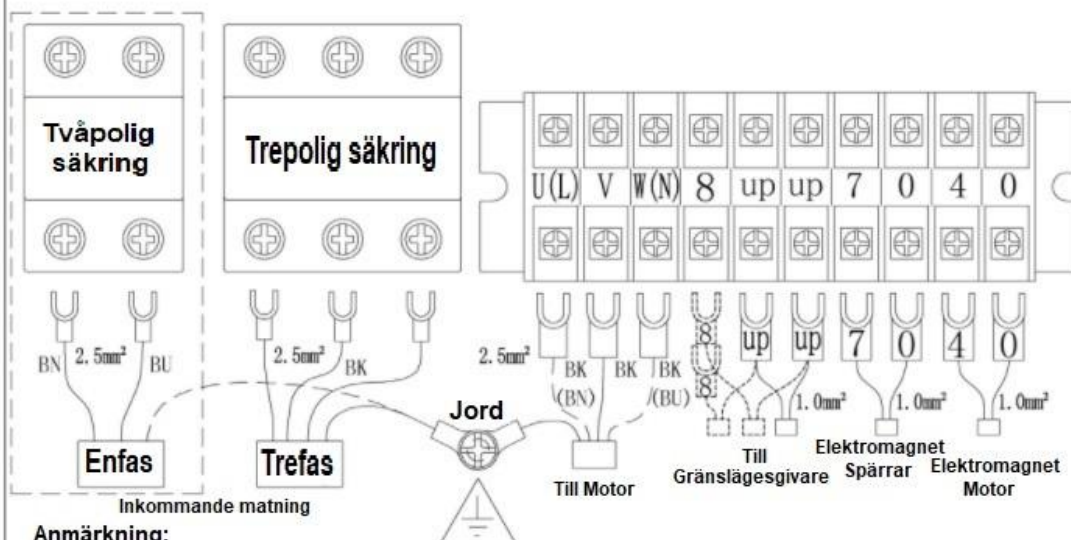 Tvåpolig
säkring
Trepolig säkring
U(L) V W(N) 8 up up 7 0 4 0
BN 2.5mm² BU
2.5mm² BK
2.5mm² BK BK BK
(BN) (BU)
8 up up 7 0 4 0
8
1.0mm² 1.0mm² 1.0mm²
Jord
Enfas
Trefas
Inkommande matning
Till Motor
Till
Gränslägesgivare
Elektromagnet
Spärrar
Elektromagnet
Motor
Anmärkning: